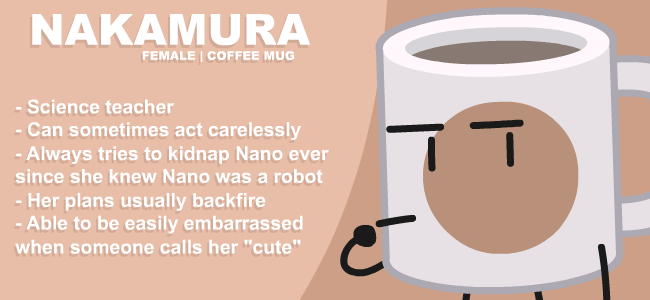 NAKAMURA
FEMALE | COFFEE MUG
- Science teacher
- Can sometimes act carelessly
- Always tries to kidnap Nano ever
since she knew Nano was a robot
- Her plans usually backfire
- Able to be easily embarrassed
when someone calls her "cute"